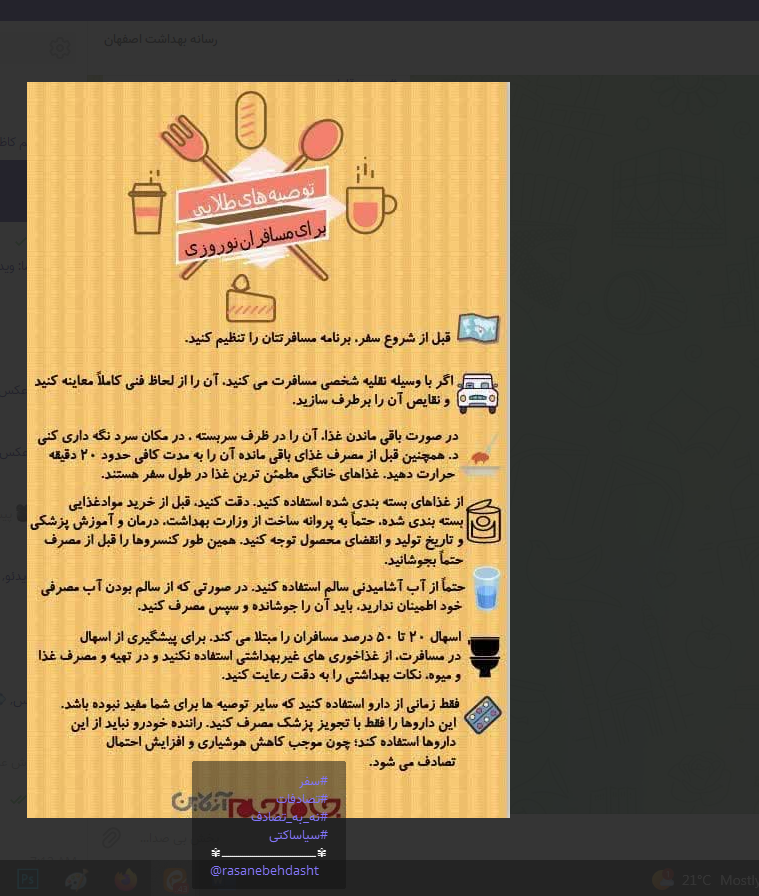 رسانه بهداشت اصفهان
توصیه های طلایی
برای مسافران نوروزی
قبل از شروع سفر، برنامه مسافرتتان را تنظیم کنید.
اگر با وسیله نقلیه شخصی مسافرت می کنید، آن را از لحاظ فنی کاملاً معاینه کنید
و نقایص آن را برطرف سازید.
در صورت باقی ماندن غذا، آن را در ظرف سربسته ، در مکان سرد نگه داری کنی
د. همچنین قبل از مصرف غذای باقی مانده آن را به مدت کافی حدود ۲۰ دقیقه
حرارت دهید. غذاهای خانگی مطمئن ترین غذا در طول سفر هستند.
از غذاهای بسته بندی شده استفاده کنید. دقت کنید، قبل از خرید موادغذایی
بسته بندی شده، حتماً به پروانه ساخت از وزارت بهداشت، درمان و آموزش پزشکی
و تاریخ تولید و انقضای محصول توجه کنید. همین طور کنسروها را قبل از مصرف
حتماً بجوشانید.
حتماً از آب آشامیدنی سالم استفاده کنید. در صورتی که از سالم بودن آب مصرفی
خود اطمینان ندارید، باید آن را جوشانده و سپس مصرف کنید.
اسهال ۲۰ تا ۵۰ درصد مسافران را مبتلا می کند. برای پیشگیری از اسهال
در مسافرت، از غذاخوری های غیربهداشتی استفاده نکنید و در تهیه و مصرف غذا
و میوه، نکات بهداشتی را به دقت رعایت کنید.
فقط زمانی از دارو استفاده کنید که سایر توصیه ها برای شما مفید نبوده باشد.
این داروها را فقط با تجویز پزشک مصرف کنید. راننده خودرو نباید از این
داروها استفاده کند؛ چون موجب کاهش هوشیاری و افزایش احتمال
تصادف می شود.
#سفر
#تصادفات
#نه_به_تصادف
#سیاساکتی
@rasanebehdasht
21°C Mostl